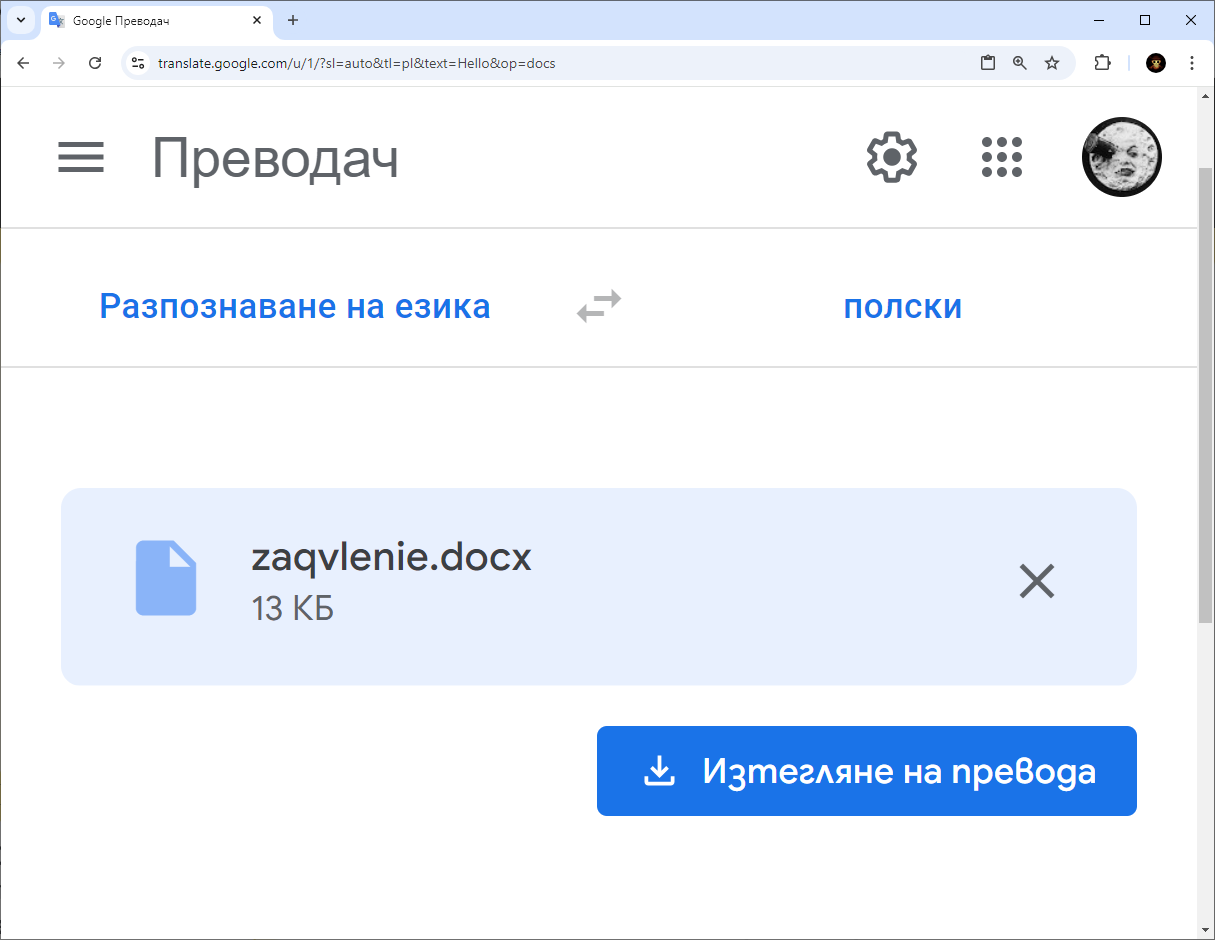 Google Преводач
translate.google.com/u/1/?sl=auto&tl=pl&text=Hello&op=docs
Преводач
Разпознаване на езика
полски
zaqvlenie.docx
13 КБ
Изтегляне на превода